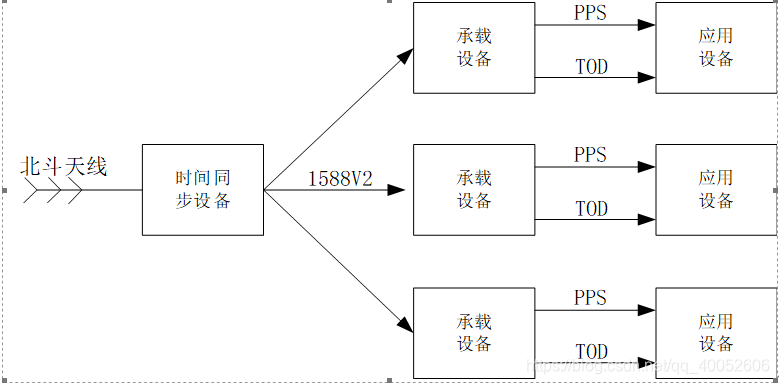 PPS
承载
设备
应用
设备
TOD
北斗天线
时间同
步设备
1588V2
PPS
承载
设备
应用
设备
TOD
PPS
承载
设备
应用
设备
TOD
https://blog.csdn.net/qq_40052606